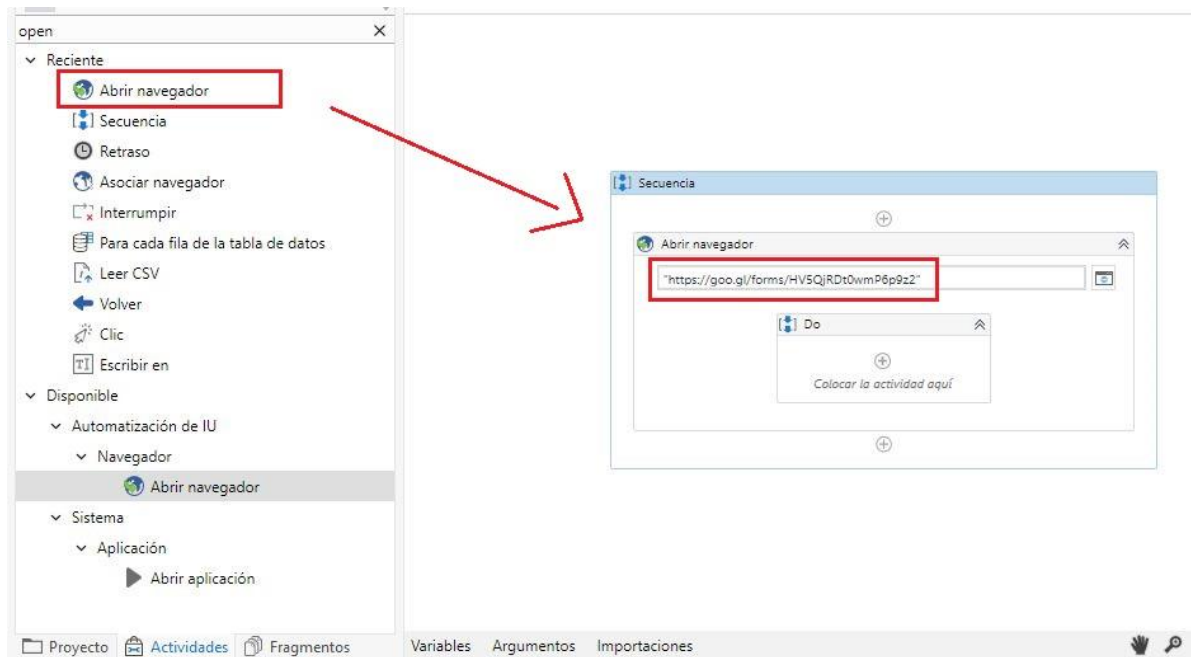 open
Reciente
Abrir navegador
Secuencia
Retraso
Asociar navegador
Interrumpir
Para cada fila de la tabla de datos
Leer CSV
Volver
Clic
Escribir en
Disponible
Automatización de IU
Navegador
Abrir navegador
Sistema
Aplicación
Abrir aplicación
Proyecto Actividades Fragmentos
Secuencia
Abrir navegador
"https://goo.gl/forms/HV5QjRDt0wmP6p9z2"
Do
Colocar la actividad aquí
Variables Argumentos Importaciones